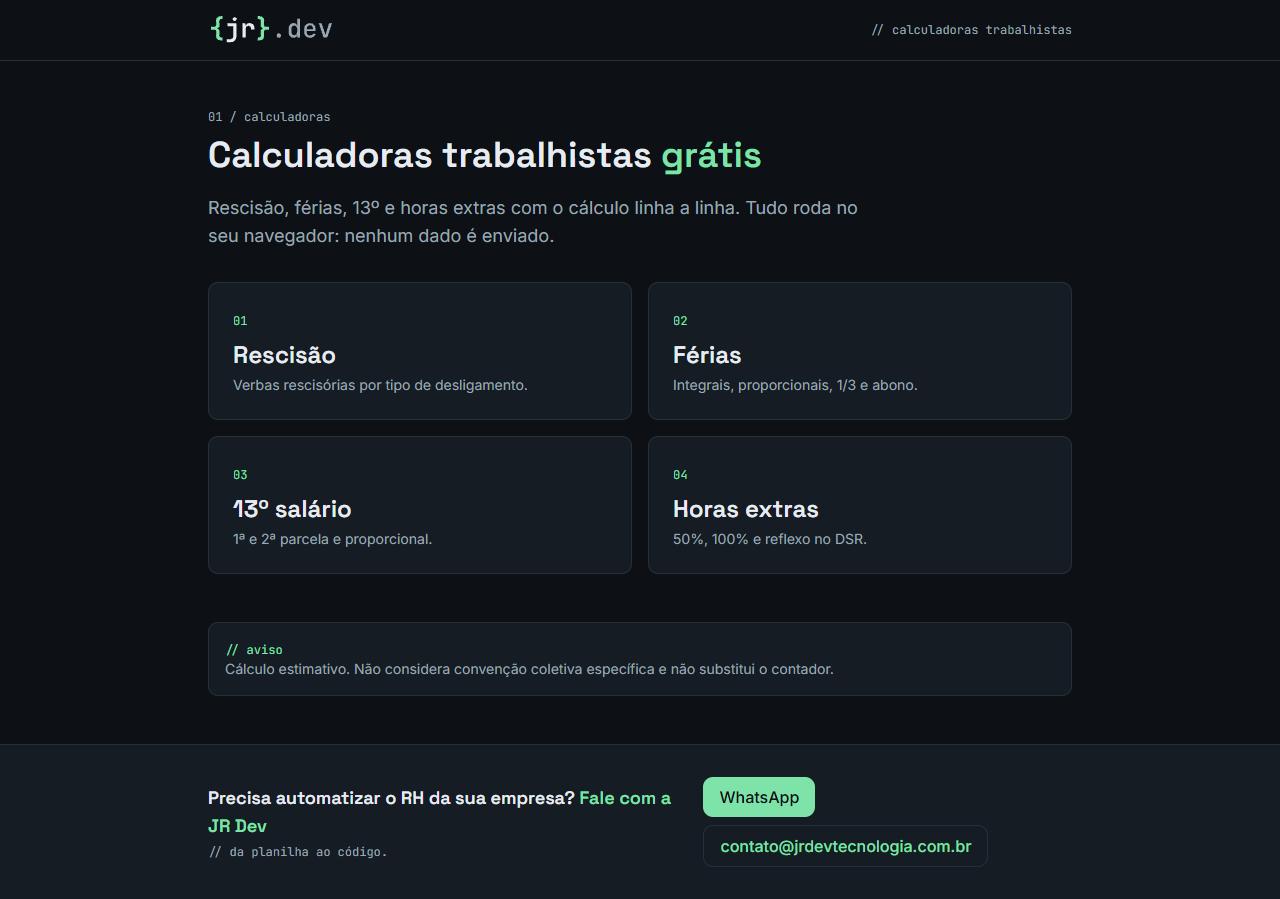 {jr}.dev
// calculadoras trabalhistas
01 / calculadoras
Calculadoras trabalhistas grátis
Rescisão, férias, 13º e horas extras com o cálculo linha a linha. Tudo roda no
seu navegador: nenhum dado é enviado.
01
Rescisão
Verbas rescisórias por tipo de desligamento.
02
Férias
Integrais, proporcionais, 1/3 e abono.
03
13º salário
1ª e 2ª parcela e proporcional.
04
Horas extras
50%, 100% e reflexo no DSR.
// aviso
Cálculo estimativo. Não considera convenção coletiva específica e não substitui o contador.
Precisa automatizar o RH da sua empresa? Fale com a
JR Dev
// da planilha ao código.
WhatsApp
contato@jrdevtecnologia.com.br